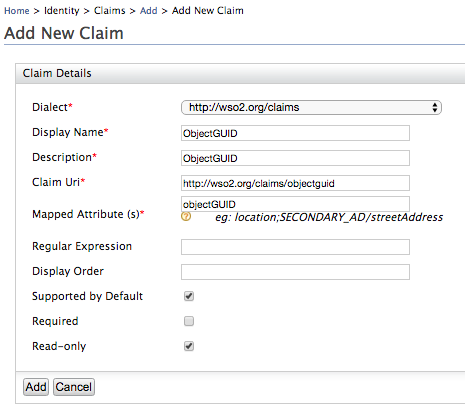 Home > Identity > Claims > Add > Add New Claim
Add New Claim
Claim Details
Dialect* http://wso2.org/claims
Display Name* ObjectGUID
Description* ObjectGUID
Claim Uri* http://wso2.org/claims/objectguid
Mapped Attribute (s)* objectGUID
? eg: location;SECONDARY_AD/streetAddress
Regular Expression
Display Order
Supported by Default
Required
Read-only
Add Cancel